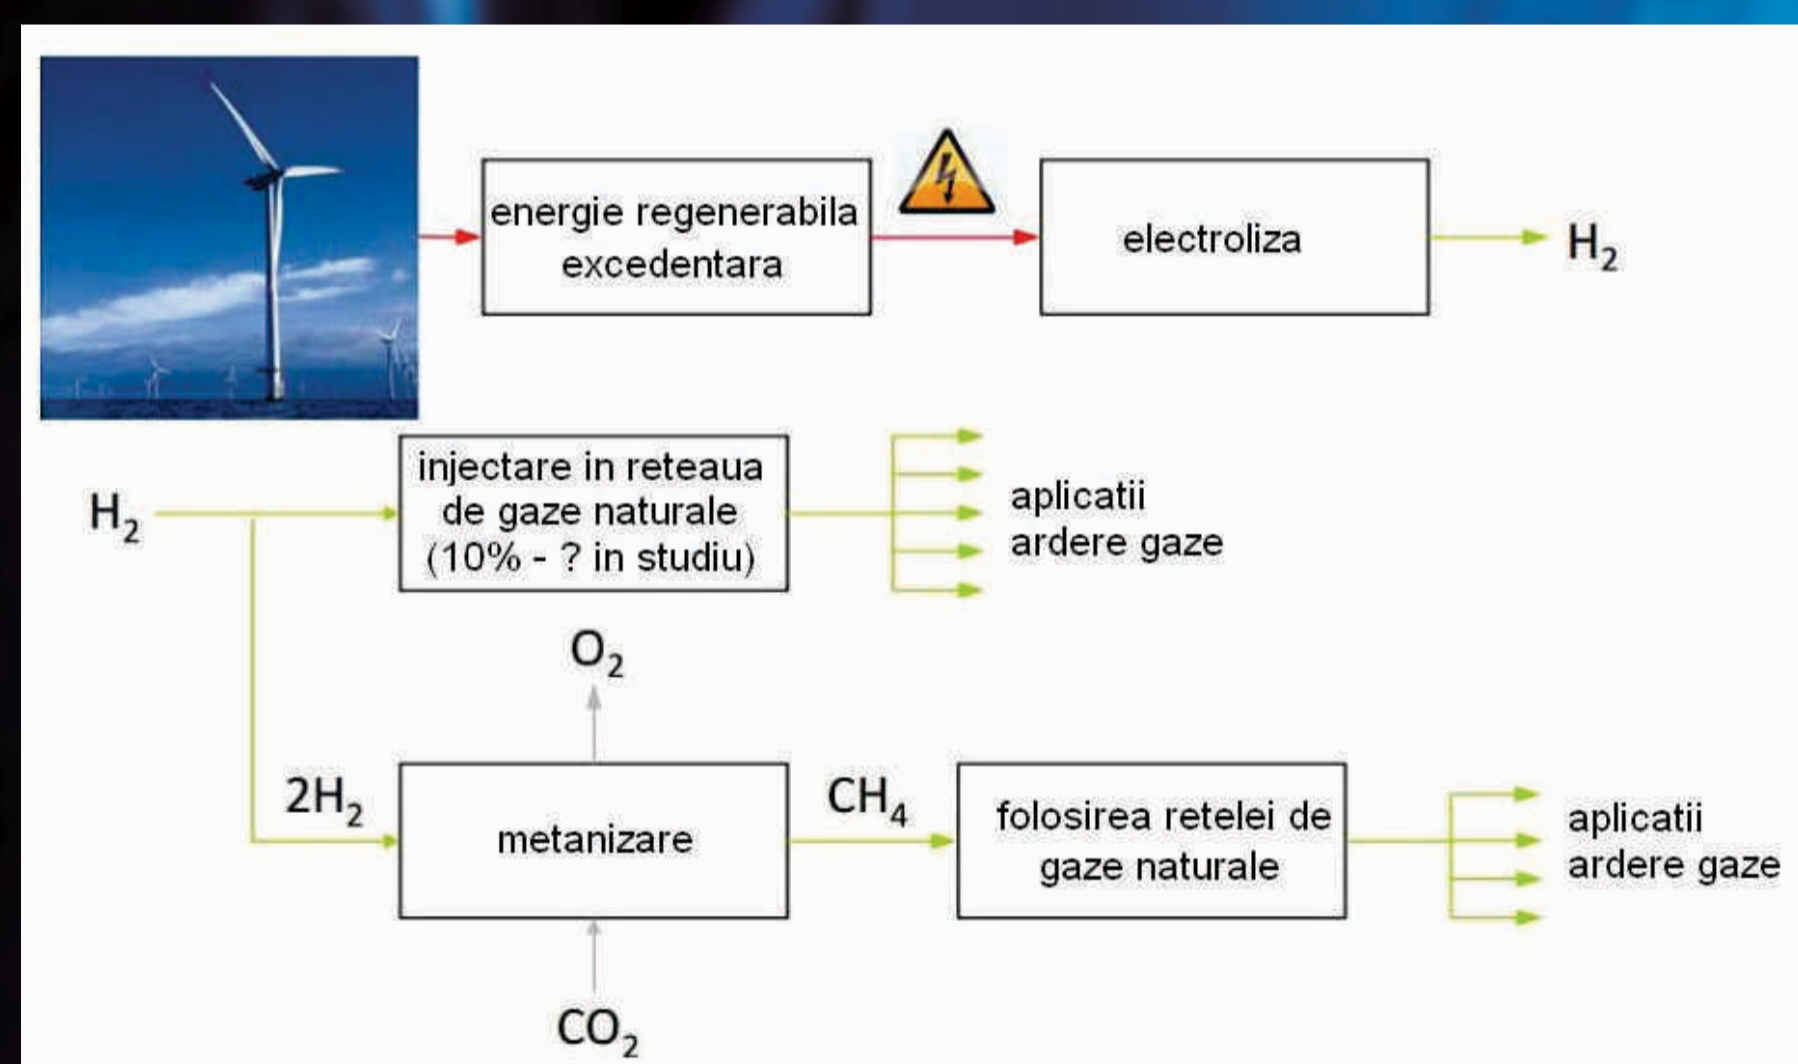 energie regenerabila
excedentara
electroliza
H₂
H₂
injectare in reteaua
de gaze naturale
(10% - ? in studiu)
aplicatii
ardere gaze
O₂
2H₂
metanizare
CH₄
folosirea retelei de
gaze naturale
aplicatii
ardere gaze
CO₂